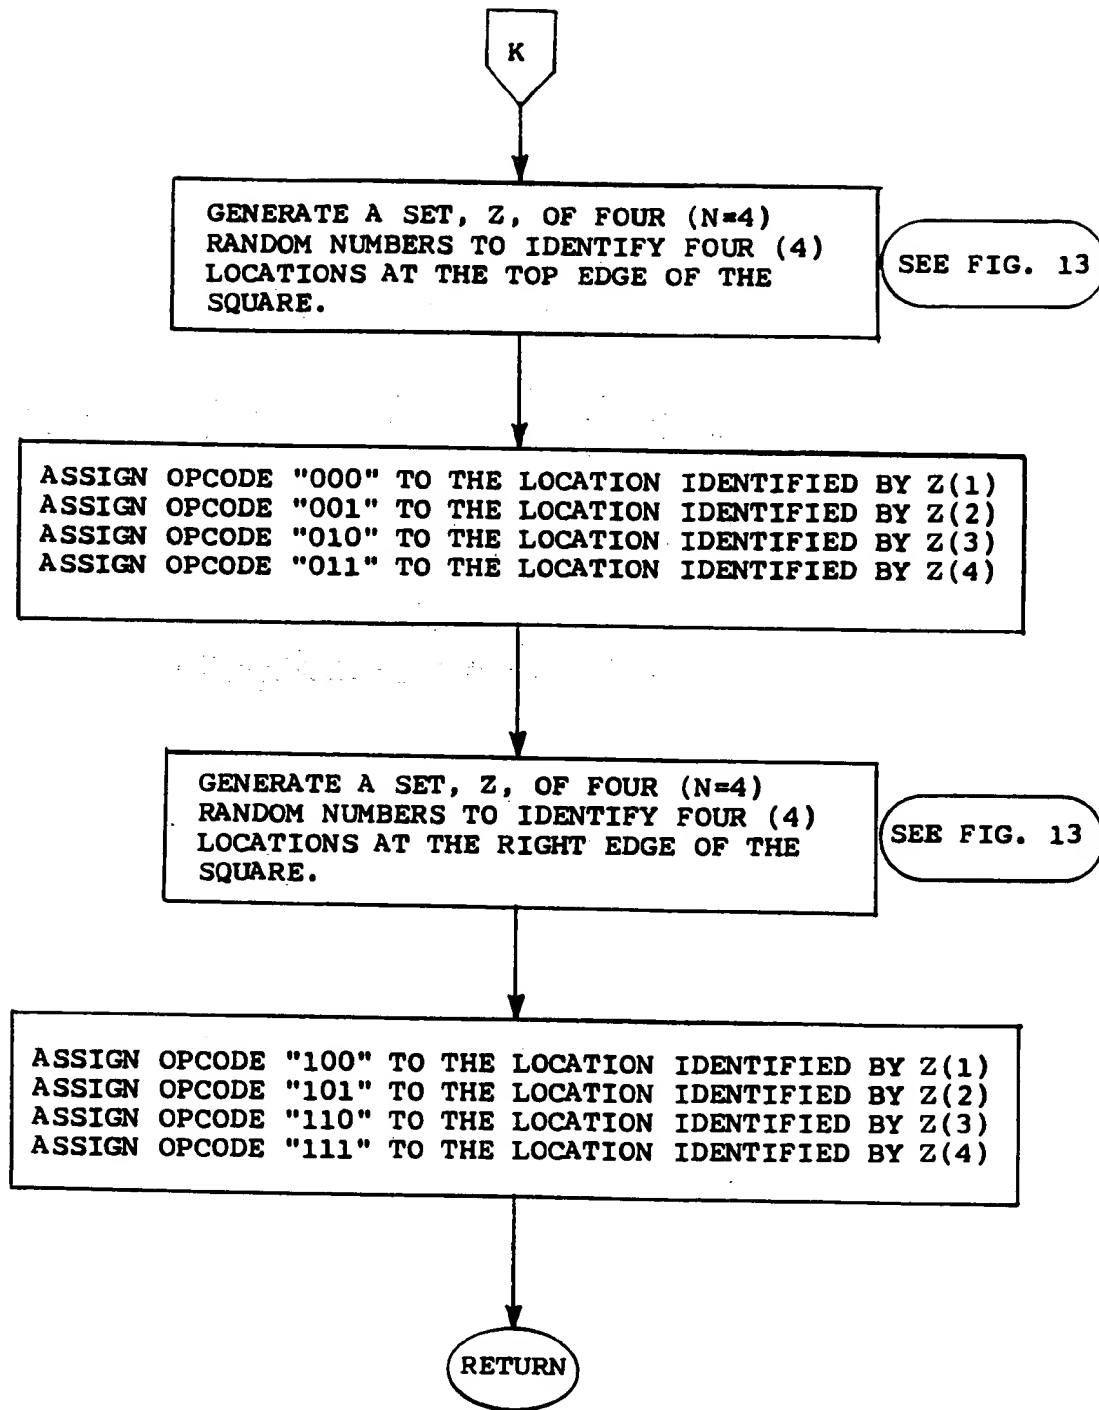 K
GENERATE A SET, Z, OF FOUR (N=4)
RANDOM NUMBERS TO IDENTIFY FOUR (4)
LOCATIONS AT THE TOP EDGE OF THE
SQUARE.
SEE FIG. 13
ASSIGN OPCODE "000" TO THE LOCATION IDENTIFIED BY Z(1)
ASSIGN OPCODE "001" TO THE LOCATION IDENTIFIED BY Z(2)
ASSIGN OPCODE "010" TO THE LOCATION IDENTIFIED BY Z(3)
ASSIGN OPCODE "011" TO THE LOCATION IDENTIFIED BY Z(4)
GENERATE A SET, Z, OF FOUR (N=4)
RANDOM NUMBERS TO IDENTIFY FOUR (4)
LOCATIONS AT THE RIGHT EDGE OF THE
SQUARE.
SEE FIG. 13
ASSIGN OPCODE "100" TO THE LOCATION IDENTIFIED BY Z(1)
ASSIGN OPCODE "101" TO THE LOCATION IDENTIFIED BY Z(2)
ASSIGN OPCODE "110" TO THE LOCATION IDENTIFIED BY Z(3)
ASSIGN OPCODE "111" TO THE LOCATION IDENTIFIED BY Z(4)
RETURN